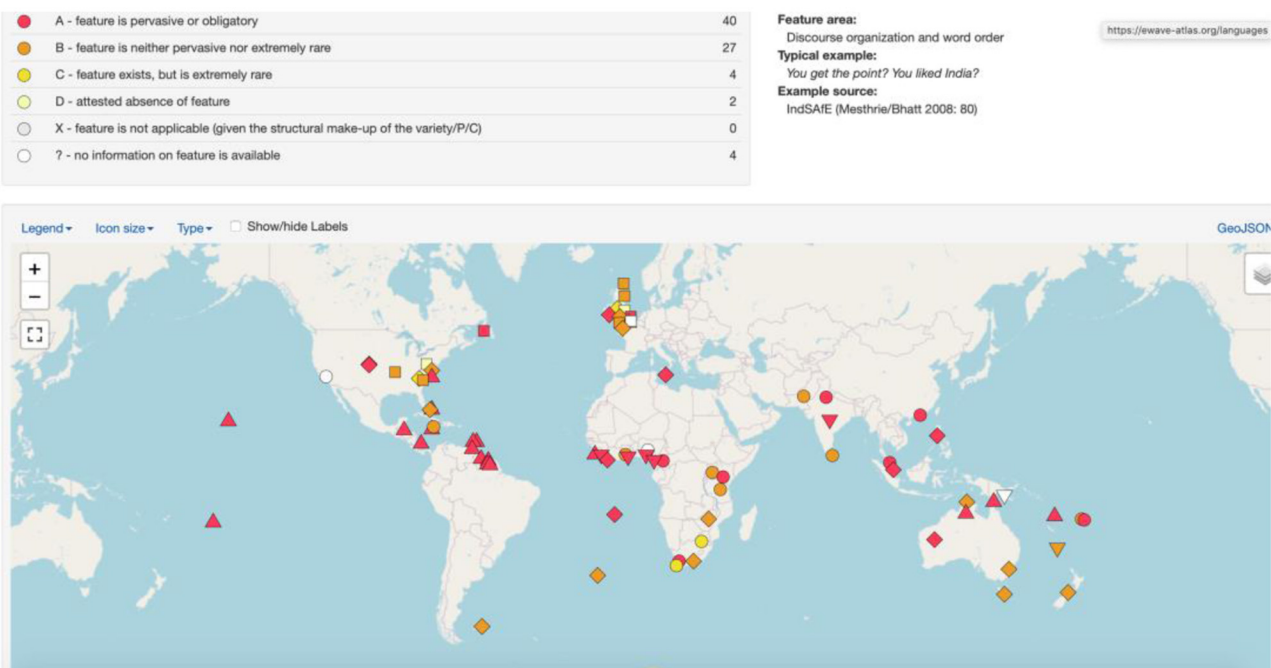 A - feature is pervasive or obligatory 40
B - feature is neither pervasive nor extremely rare 27
C - feature exists, but is extremely rare 4
D - attested absence of feature 2
X - feature is not applicable (given the structural make-up of the variety/P/C) 0
? - no information on feature is available 4
Feature area:
Discourse organization and word order
Typical example:
You get the point? You liked India?
Example source:
IndSAfE (Mesthrie/Bhatt 2008: 80)
https://ewave-atlas.org/languages
Legend Icon size Type Show/hide Labels GeoJSON
+
−